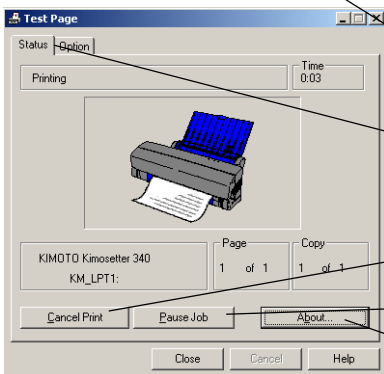 Test Page
Status Option
Time
Printing 0:03
Page Copy
KIMOTO Kimosetter 340 1 of 1 1 of 1
KM_LPT1:
Cancel Print Pause Job About...
Close Cancel Help